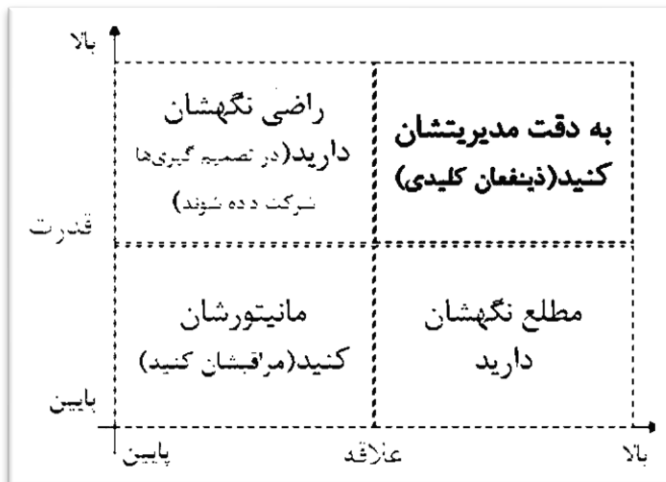 بالا
راضی نگهشان
دارید(در تصمیم گیری‌ها
شرکت داده شوند)
به دقت مدیریتشان
کنید(ذینفعان کلیدی)
قدرت
مانیتورشان
کنید(مراقبشان کنید)
مطلع نگهشان
دارید
پایین
پایین
علاقه
بالا